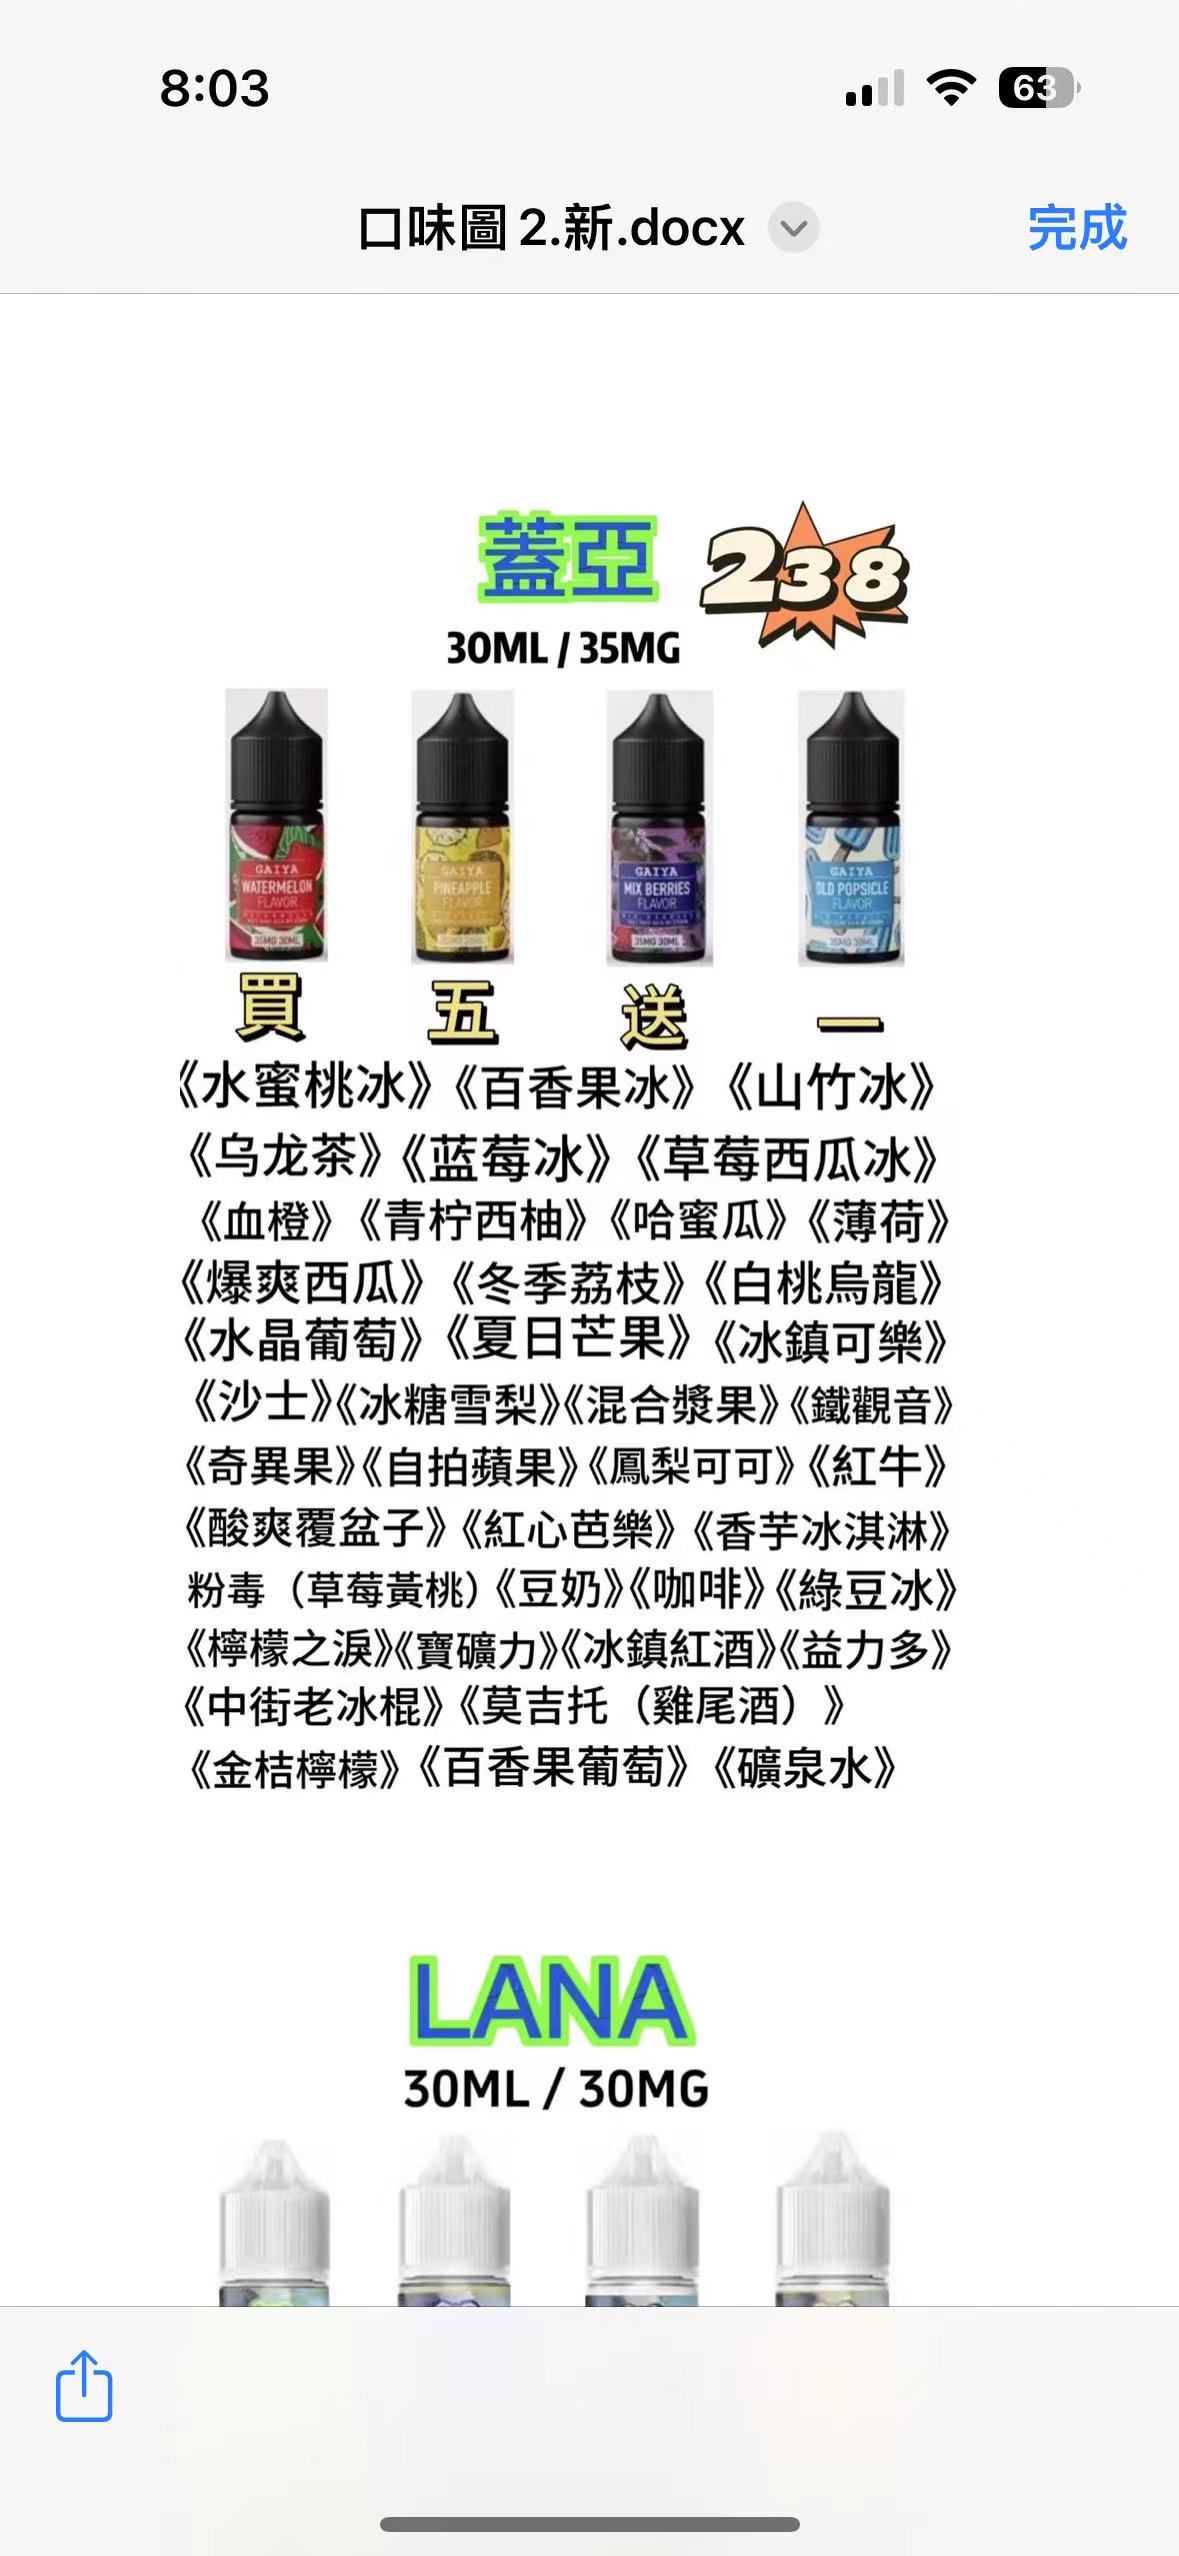 8:03
63
口味圖 2.新.docx
完成
蓋亞
238
30ML / 35MG
GAIYA WATERMELON FLAVOR 35MG 30ML
GAIYA PINEAPPLE FLAVOR 35MG 30ML
GAIYA MIX BERRIES FLAVOR 35MG 30ML
GAIYA OLD POPSICLE FLAVOR 35MG 30ML
買 五 送 一
《水蜜桃冰》《百香果冰》《山竹冰》
《乌龙茶》《蓝莓冰》《草莓西瓜冰》
《血橙》《青柠西柚》《哈蜜瓜》《薄荷》
《爆爽西瓜》《冬季荔枝》《白桃烏龍》
《水晶葡萄》《夏日芒果》《冰鎮可樂》
《沙士》《冰糖雪梨》《混合漿果》《鐵觀音》
《奇異果》《自拍蘋果》《鳳梨可可》《紅牛》
《酸爽覆盆子》《紅心芭樂》《香芋冰淇淋》
粉毒（草莓黃桃）《豆奶》《咖啡》《綠豆冰》
《檸檬之淚》《寶礦力》《冰鎮紅酒》《益力多》
《中街老冰棍》《莫吉托（雞尾酒）》
《金桔檸檬》《百香果葡萄》《礦泉水》
LANA
30ML / 30MG